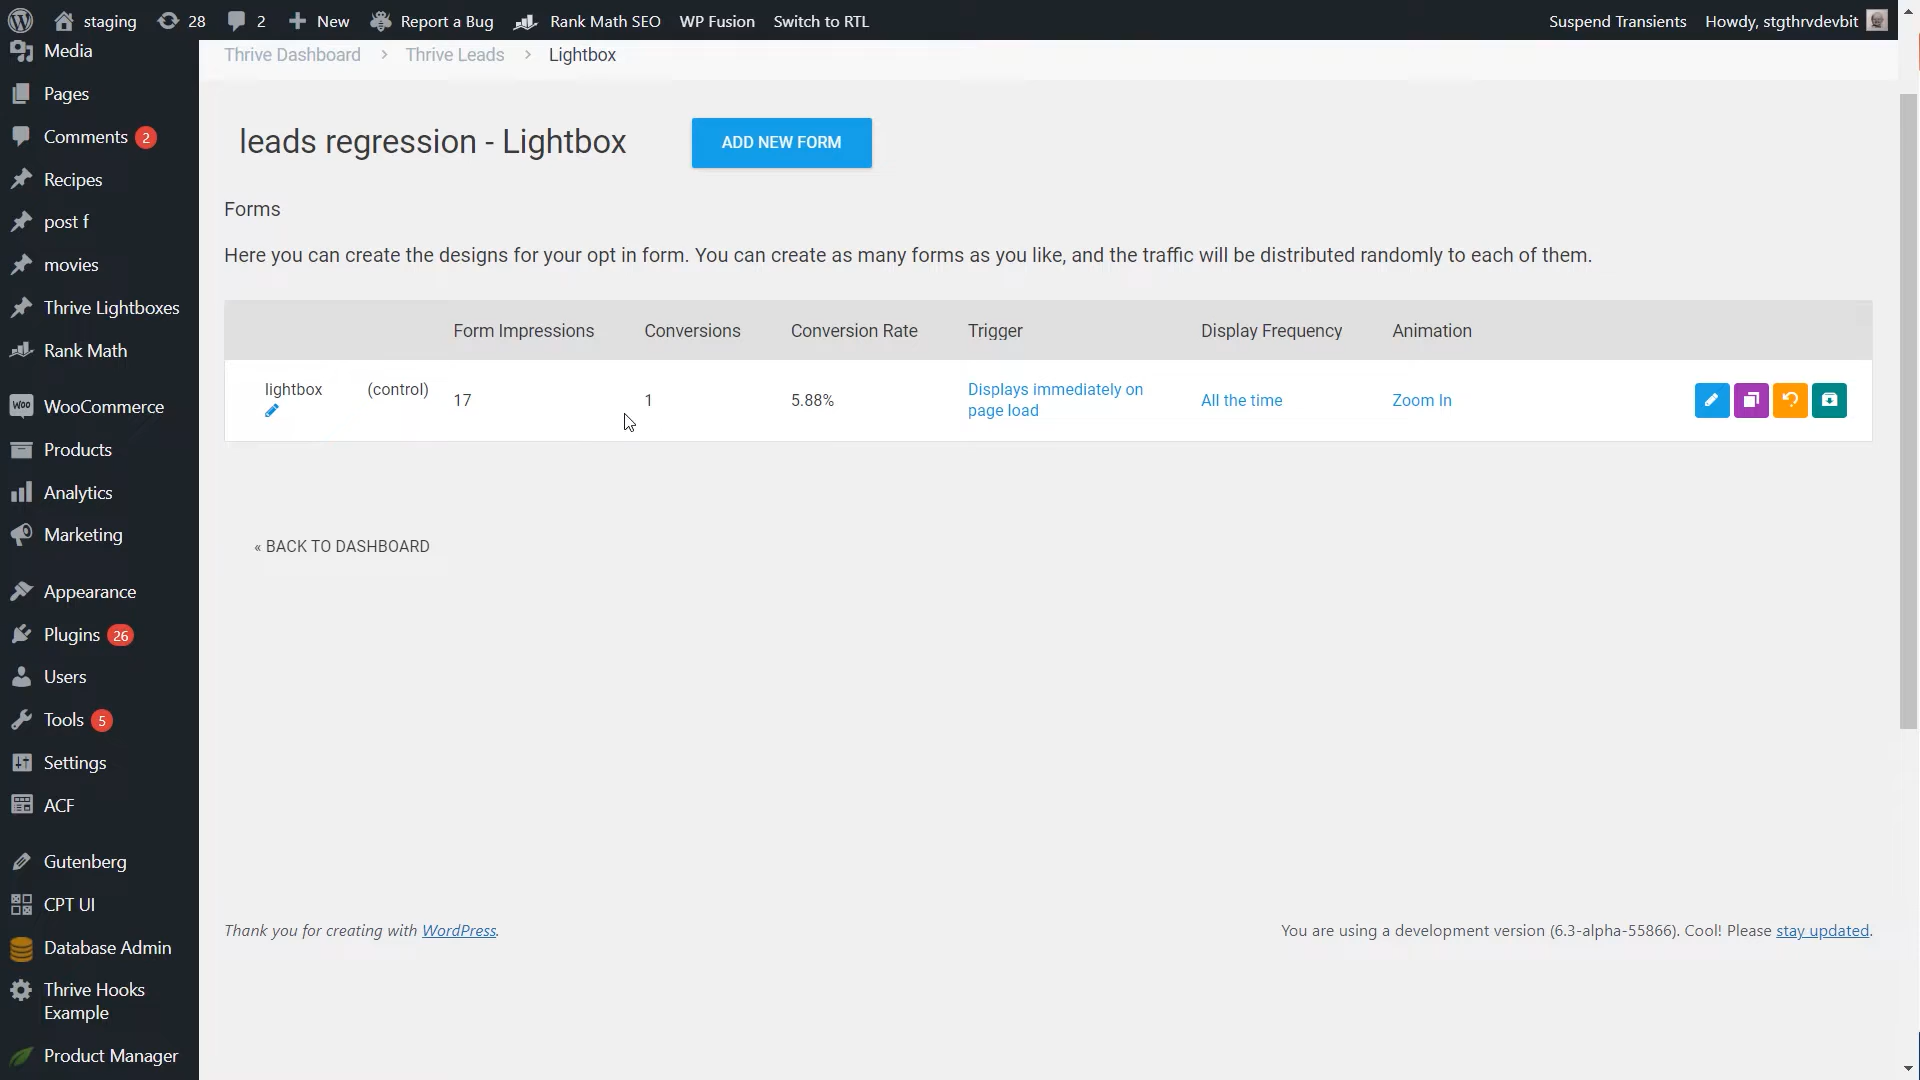 staging
28
2
New
Report a Bug
Rank Math SEO
WP Fusion
Switch to RTL
Suspend Transients
Howdy, stgthrvdevbit
Media
Pages
Comments 2
Recipes
post f
movies
Thrive Lightboxes
Rank Math
Woo WooCommerce
Products
Analytics
Marketing
Appearance
Plugins 26
Users
Tools 5
Settings
ACF
Gutenberg
CPT UI
Database Admin
Thrive Hooks
Example
Product Manager
Thrive Dashboard > Thrive Leads > Lightbox
leads regression - Lightbox
ADD NEW FORM
Forms
Here you can create the designs for your opt in form. You can create as many forms as you like, and the traffic will be distributed randomly to each of them.
Form Impressions Conversions Conversion Rate Trigger Display Frequency Animation
lightbox (control) 17 1 5.88% Displays immediately on
page load All the time Zoom In
« BACK TO DASHBOARD
Thank you for creating with WordPress.
You are using a development version (6.3-alpha-55866). Cool! Please stay updated.